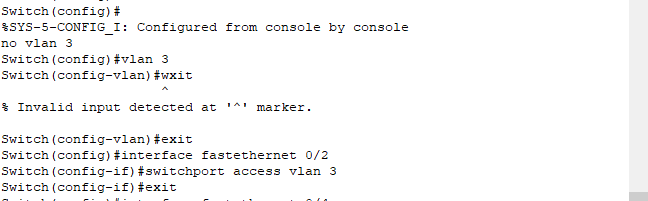 Switch(config)#
%SYS-5-CONFIG_I: Configured from console by console
no vlan 3
Switch(config)#vlan 3
Switch(config-vlan)#wxit
^
% Invalid input detected at '^' marker.
Switch(config-vlan)#exit
Switch(config)#interface fastethernet 0/2
Switch(config-if)#switchport access vlan 3
Switch(config-if)#exit